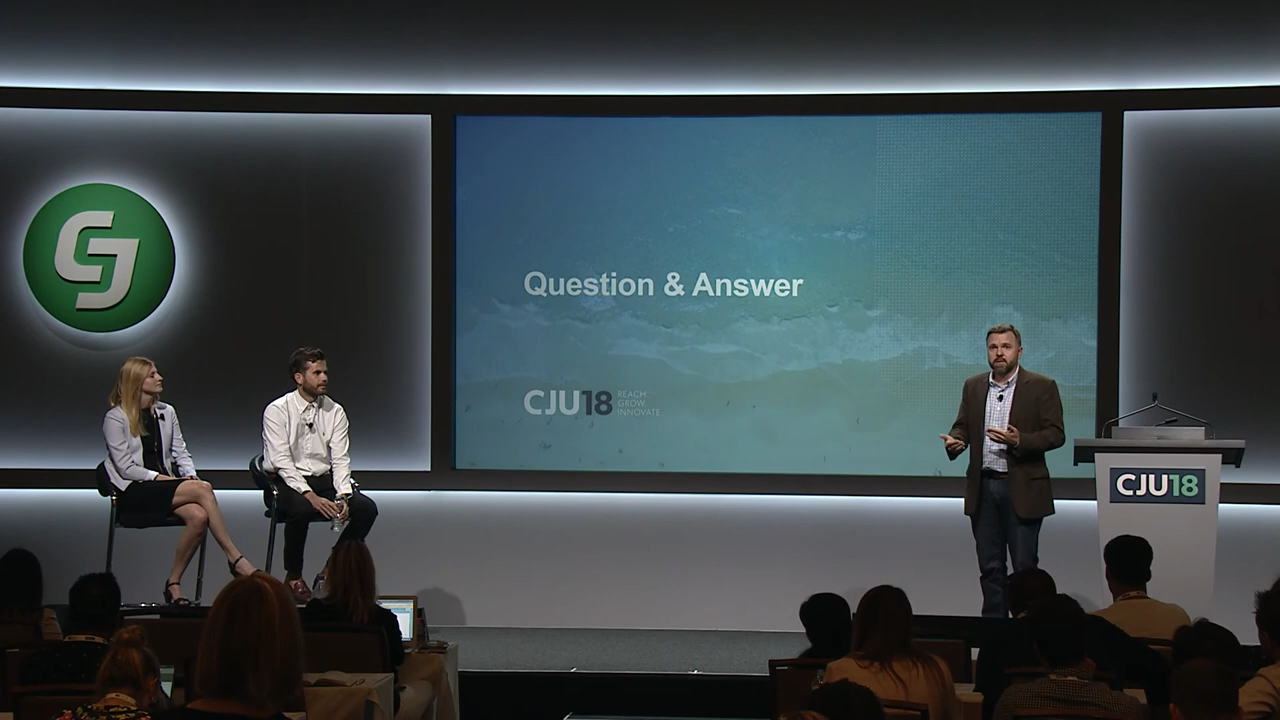 CJ
Question & Answer
CJU18
REACH
GROW
INNOVATE
CJU18